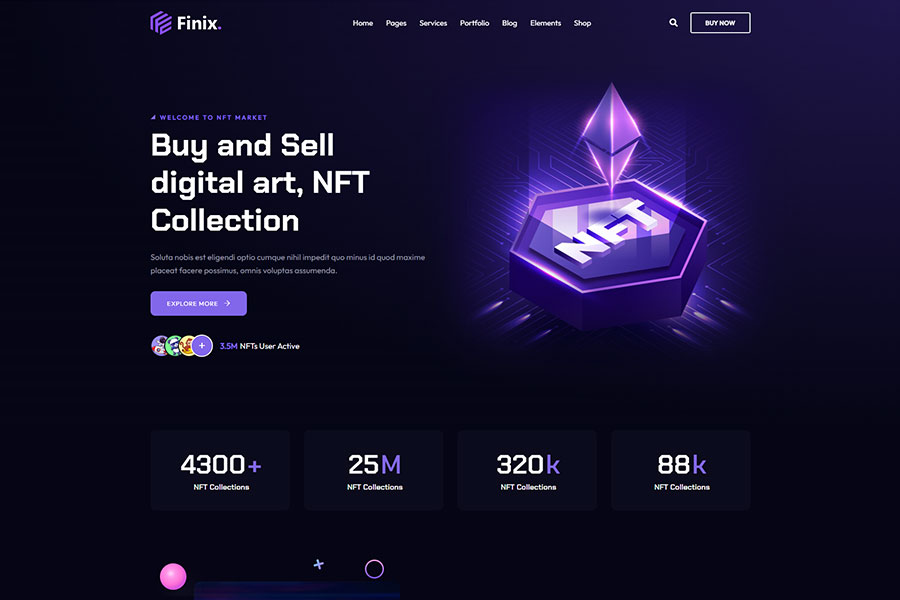 Finix.
Home Pages Services Portfolio Blog Elements Shop
BUY NOW
WELCOME TO NFT MARKET
Buy and Sell
digital art, NFT
Collection
Soluta nobis est eligendi optio cumque nihil impedit quo minus id quod maxime
placeat facere possimus, omnis voluptas assumenda.
EXPLORE MORE
+
3.5M NFTs User Active
NFT
4300+
NFT Collections
25M
NFT Collections
320k
NFT Collections
88k
NFT Collections